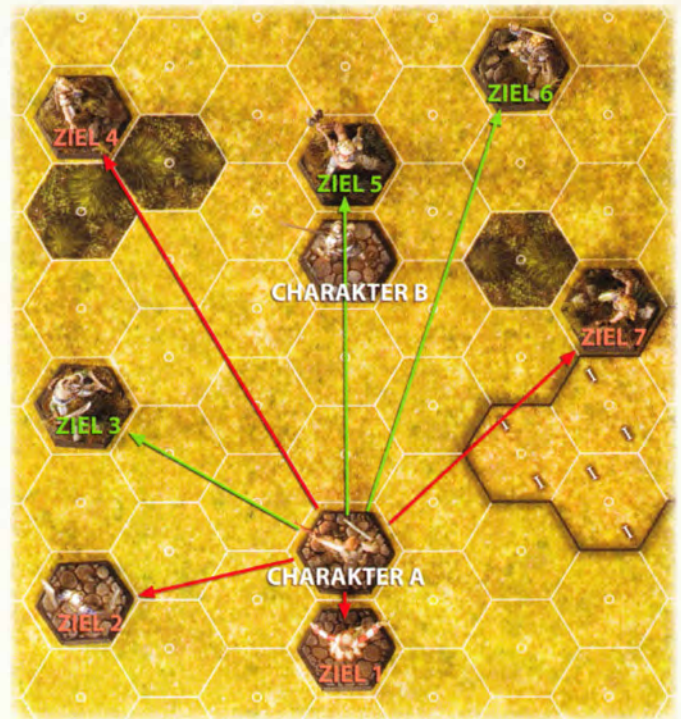 ZIEL 6
ZIEL 4
ZIEL 5
CHARAKTER B
ZIEL 7
ZIEL 3
CHARAKTER A
ZIEL 2
ZIEL 1